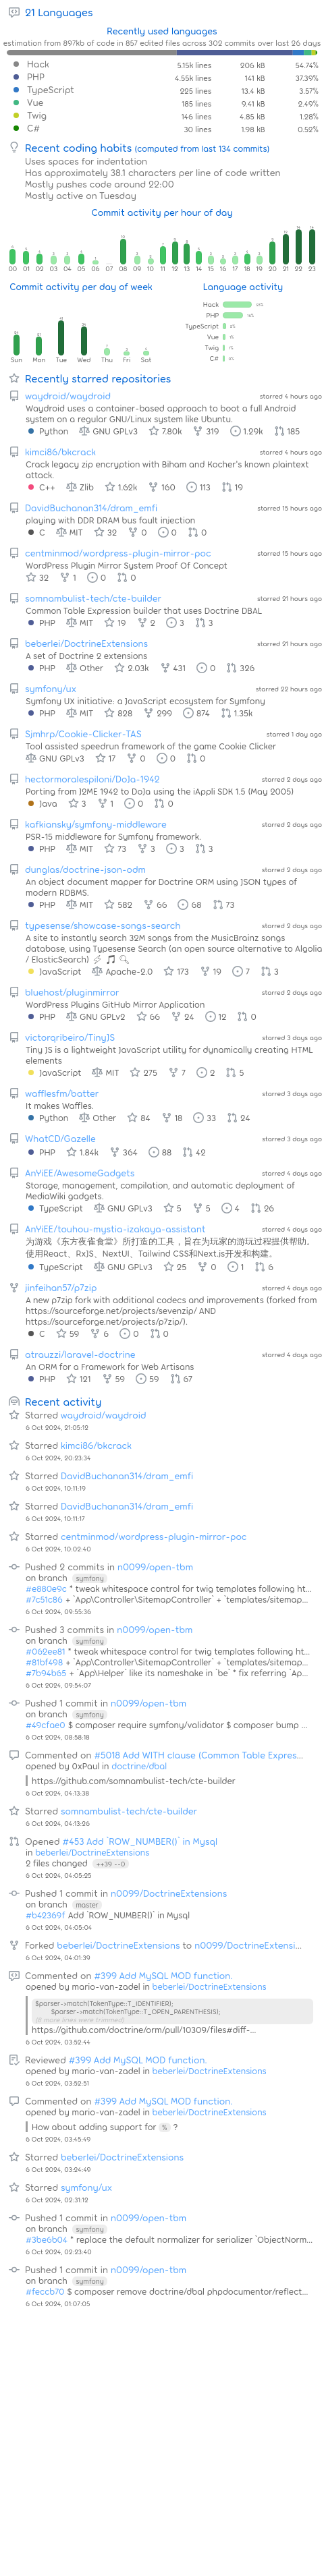 21 Languages
Recently used languages
estimation from 897kb of code in 857 edited files across 302 commits over last 26 days
Hack 5.15k lines 206 kB 54.74%
PHP 4.55k lines 141 kB 37.39%
TypeScript 225 lines 13.4 kB 3.57%
Vue 185 lines 9.41 kB 2.49%
Twig 146 lines 4.85 kB 1.28%
C# 30 lines 1.98 kB 0.52%
Recent coding habits (computed from last 134 commits)
Uses spaces for indentation
Has approximately 38.1 characters per line of code written
Mostly pushes code around 22:00
Mostly active on Tuesday
Commit activity per hour of day
00 01 02 03 04 05 06 07 08 09 10 11 12 13 14 15 16 17 18 19 20 21 22 23
Commit activity per day of week
Language activity
Hack
PHP
TypeScript
Vue
Twig
C#
Sun Mon Tue Wed Thu Fri Sat
Recently starred repositories
waydroid/waydroid starred 4 hours ago
Waydroid uses a container-based approach to boot a full Android
system on a regular GNU/Linux system like Ubuntu.
Python GNU GPLv3 7.80k 319 1.29k 185
kimci86/bkcrack starred 4 hours ago
Crack legacy zip encryption with Biham and Kocher's known plaintext
attack.
C++ Zlib 1.62k 160 113 19
DavidBuchanan314/dram_emfi starred 15 hours ago
playing with DDR DRAM bus fault injection
C MIT 32 0 0 0
centminmod/wordpress-plugin-mirror-poc starred 15 hours ago
WordPress Plugin Mirror System Proof Of Concept
32 1 0 0
somnambulist-tech/cte-builder starred 21 hours ago
Common Table Expression builder that uses Doctrine DBAL
PHP MIT 19 2 3 3
beberlei/DoctrineExtensions starred 21 hours ago
A set of Doctrine 2 extensions
PHP Other 2.03k 431 0 326
symfony/ux starred 22 hours ago
Symfony UX initiative: a JavaScript ecosystem for Symfony
PHP MIT 828 299 874 1.35k
Sjmhrp/Cookie-Clicker-TAS starred 1 day ago
Tool assisted speedrun framework of the game Cookie Clicker
GNU GPLv3 17 0 0 0
hectormoralespiloni/DoJa-1942 starred 2 days ago
Porting from J2ME 1942 to DoJa using the iAppli SDK 1.5 (May 2005)
Java 3 1 0 0
kafkiansky/symfony-middleware starred 2 days ago
PSR-15 middleware for Symfony framework.
PHP MIT 73 3 3 3
dunglas/doctrine-json-odm starred 2 days ago
An object document mapper for Doctrine ORM using JSON types of
modern RDBMS.
PHP MIT 582 66 68 73
typesense/showcase-songs-search starred 2 days ago
A site to instantly search 32M songs from the MusicBrainz songs
database, using Typesense Search (an open source alternative to Algolia
/ ElasticSearch) ⚡ 🎵 🔍
JavaScript Apache-2.0 173 19 7 3
bluehost/pluginmirror starred 2 days ago
WordPress Plugins GitHub Mirror Application
PHP GNU GPLv2 66 24 12 0
victorqribeiro/TinyJS starred 3 days ago
Tiny JS is a lightweight JavaScript utility for dynamically creating HTML
elements
JavaScript MIT 275 7 2 5
wafflesfm/batter starred 3 days ago
It makes Waffles.
Python Other 84 18 33 24
WhatCD/Gazelle starred 3 days ago
PHP 1.84k 364 88 42
AnYiEE/AwesomeGadgets starred 4 days ago
Storage, management, compilation, and automatic deployment of
MediaWiki gadgets.
TypeScript GNU GPLv3 5 5 4 26
AnYiEE/touhou-mystia-izakaya-assistant starred 4 days ago
为游戏《东方夜雀食堂》所打造的工具，旨在为玩家的游玩过程提供帮助。
使用React、RxJS、NextUI、Tailwind CSS和Next.js开发和构建。
TypeScript GNU GPLv3 25 0 1 6
jinfeihan57/p7zip starred 4 days ago
A new p7zip fork with additional codecs and improvements (forked from
https://sourceforge.net/projects/sevenzip/ AND
https://sourceforge.net/projects/p7zip/).
C 59 6 0 0
atrauzzi/laravel-doctrine starred 4 days ago
An ORM for a Framework for Web Artisans
PHP 121 59 59 67
Recent activity
Starred waydroid/waydroid
6 Oct 2024, 21:05:12
Starred kimci86/bkcrack
6 Oct 2024, 20:23:34
Starred DavidBuchanan314/dram_emfi
6 Oct 2024, 10:11:19
Starred DavidBuchanan314/dram_emfi
6 Oct 2024, 10:11:17
Starred centminmod/wordpress-plugin-mirror-poc
6 Oct 2024, 10:02:40
Pushed 2 commits in n0099/open-tbm
on branch symfony
#e880e9c * tweak whitespace control for twig templates following ht...
#7c51c86 + `App\Controller\SitemapController` + `templates/sitemap...
6 Oct 2024, 09:55:36
Pushed 3 commits in n0099/open-tbm
on branch symfony
#062ee81 * tweak whitespace control for twig templates following ht...
#81bf498 + `App\Controller\SitemapController` + `templates/sitemap...
#7b94b65 + `App\Helper` like its namesake in `be` * fix referring `Ap...
6 Oct 2024, 09:54:07
Pushed 1 commit in n0099/open-tbm
on branch symfony
#49cfae0 $ composer require symfony/validator $ composer bump ...
6 Oct 2024, 08:58:18
Commented on #5018 Add WITH clause (Common Table Expres...
opened by 0xPaul in doctrine/dbal
https://github.com/somnambulist-tech/cte-builder
6 Oct 2024, 04:13:38
Starred somnambulist-tech/cte-builder
6 Oct 2024, 04:13:26
Opened #453 Add `ROW_NUMBER()` in Mysql
in beberlei/DoctrineExtensions
2 files changed ++39 --0
6 Oct 2024, 04:05:25
Pushed 1 commit in n0099/DoctrineExtensions
on branch master
#b42369f Add `ROW_NUMBER()` in Mysql
6 Oct 2024, 04:05:04
Forked beberlei/DoctrineExtensions to n0099/DoctrineExtensi...
6 Oct 2024, 04:01:39
Commented on #399 Add MySQL MOD function.
opened by mario-van-zadel in beberlei/DoctrineExtensions
$parser->match(TokenType::T_IDENTIFIER);
$parser->match(TokenType::T_OPEN_PARENTHESIS);
https://github.com/doctrine/orm/pull/10309/files#diff-...
6 Oct 2024, 03:52:44
Reviewed #399 Add MySQL MOD function.
opened by mario-van-zadel in beberlei/DoctrineExtensions
6 Oct 2024, 03:52:51
Commented on #399 Add MySQL MOD function.
opened by mario-van-zadel in beberlei/DoctrineExtensions
How about adding support for % ?
6 Oct 2024, 03:45:49
Starred beberlei/DoctrineExtensions
6 Oct 2024, 03:24:49
Starred symfony/ux
6 Oct 2024, 02:31:12
Pushed 1 commit in n0099/open-tbm
on branch symfony
#3be6b04 * replace the default normalizer for serializer `ObjectNorm...
6 Oct 2024, 02:23:40
Pushed 1 commit in n0099/open-tbm
on branch symfony
#feccb70 $ composer remove doctrine/dbal phpdocumentor/reflect...
6 Oct 2024, 01:07:05